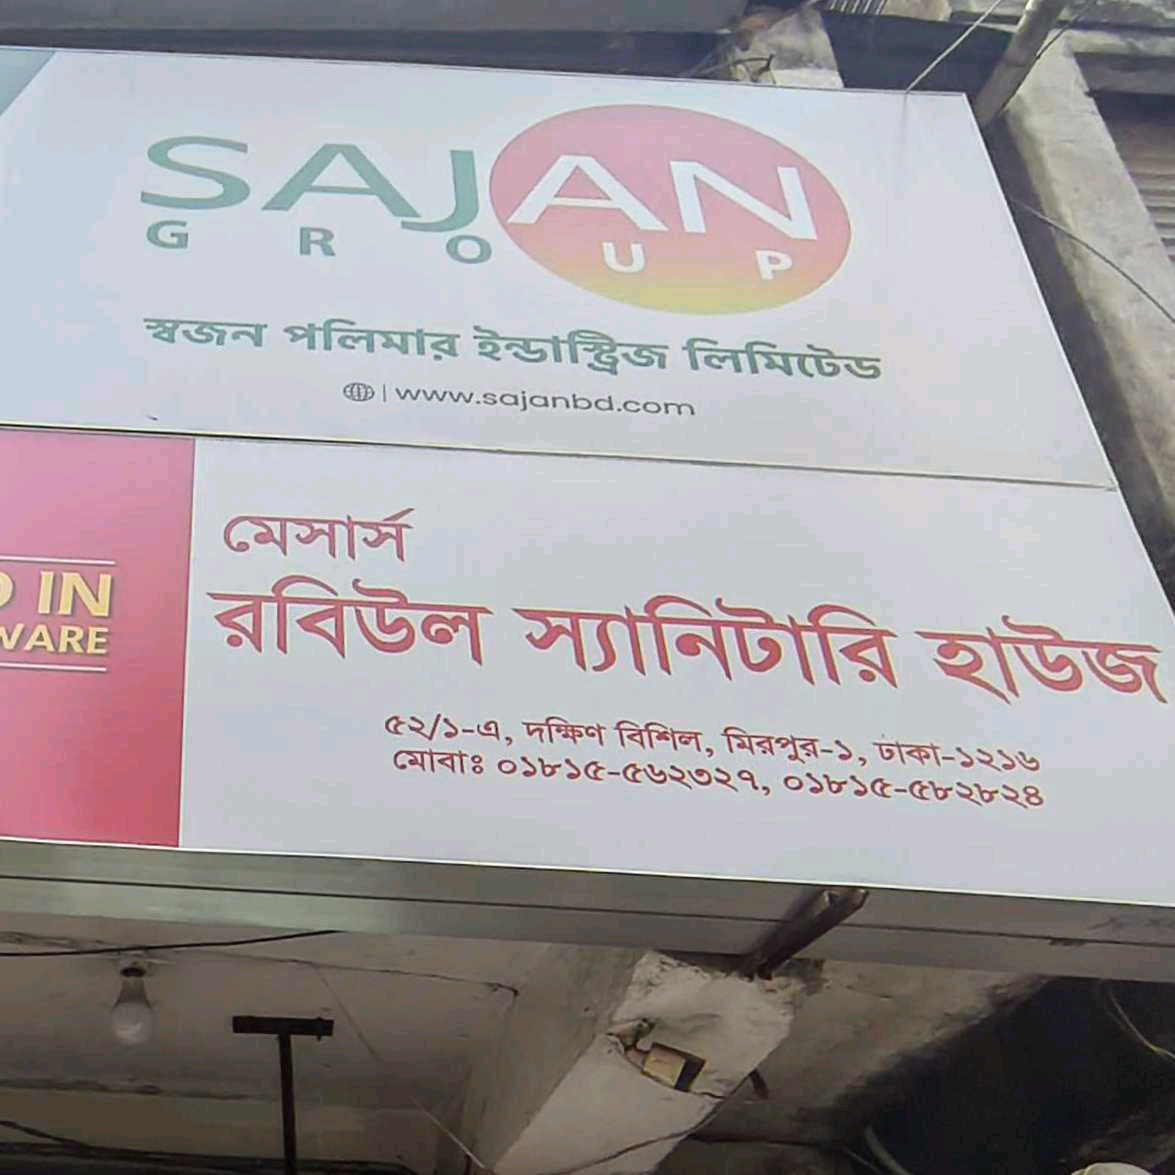 SAJAN
GROUP
স্বজন পলিমার ইন্ডাস্ট্রিজ লিমিটেড
www.sajanbd.com
IN
WARE
মেসার্স
রবিউল স্যানিটারি হাউজ
৫২/১-এ, দক্ষিণ বিশিল, মিরপুর-১, ঢাকা-১২১৬
মোবাঃ ০১৮১৫-৫৬২৩২৭, ০১৮১৫-৫৮২৮২৪